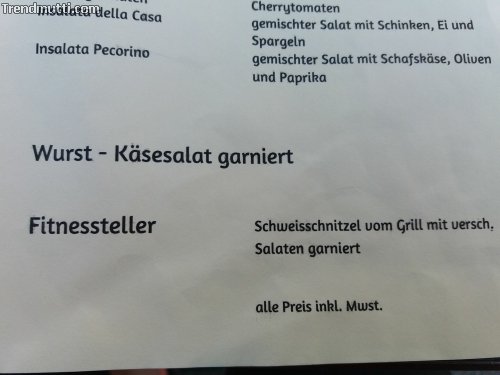 Trendmutti.com
Cherrytomaten
Insalata della Casa
gemischter Salat mit Schinken, Ei und
Spargeln
Insalata Pecorino
gemischter Salat mit Schafskäse, Oliven
und Paprika
Wurst - Käsesalat garniert
Fitnessteller
Schweisschnitzel vom Grill mit versch.
Salaten garniert
alle Preis inkl. Mwst.